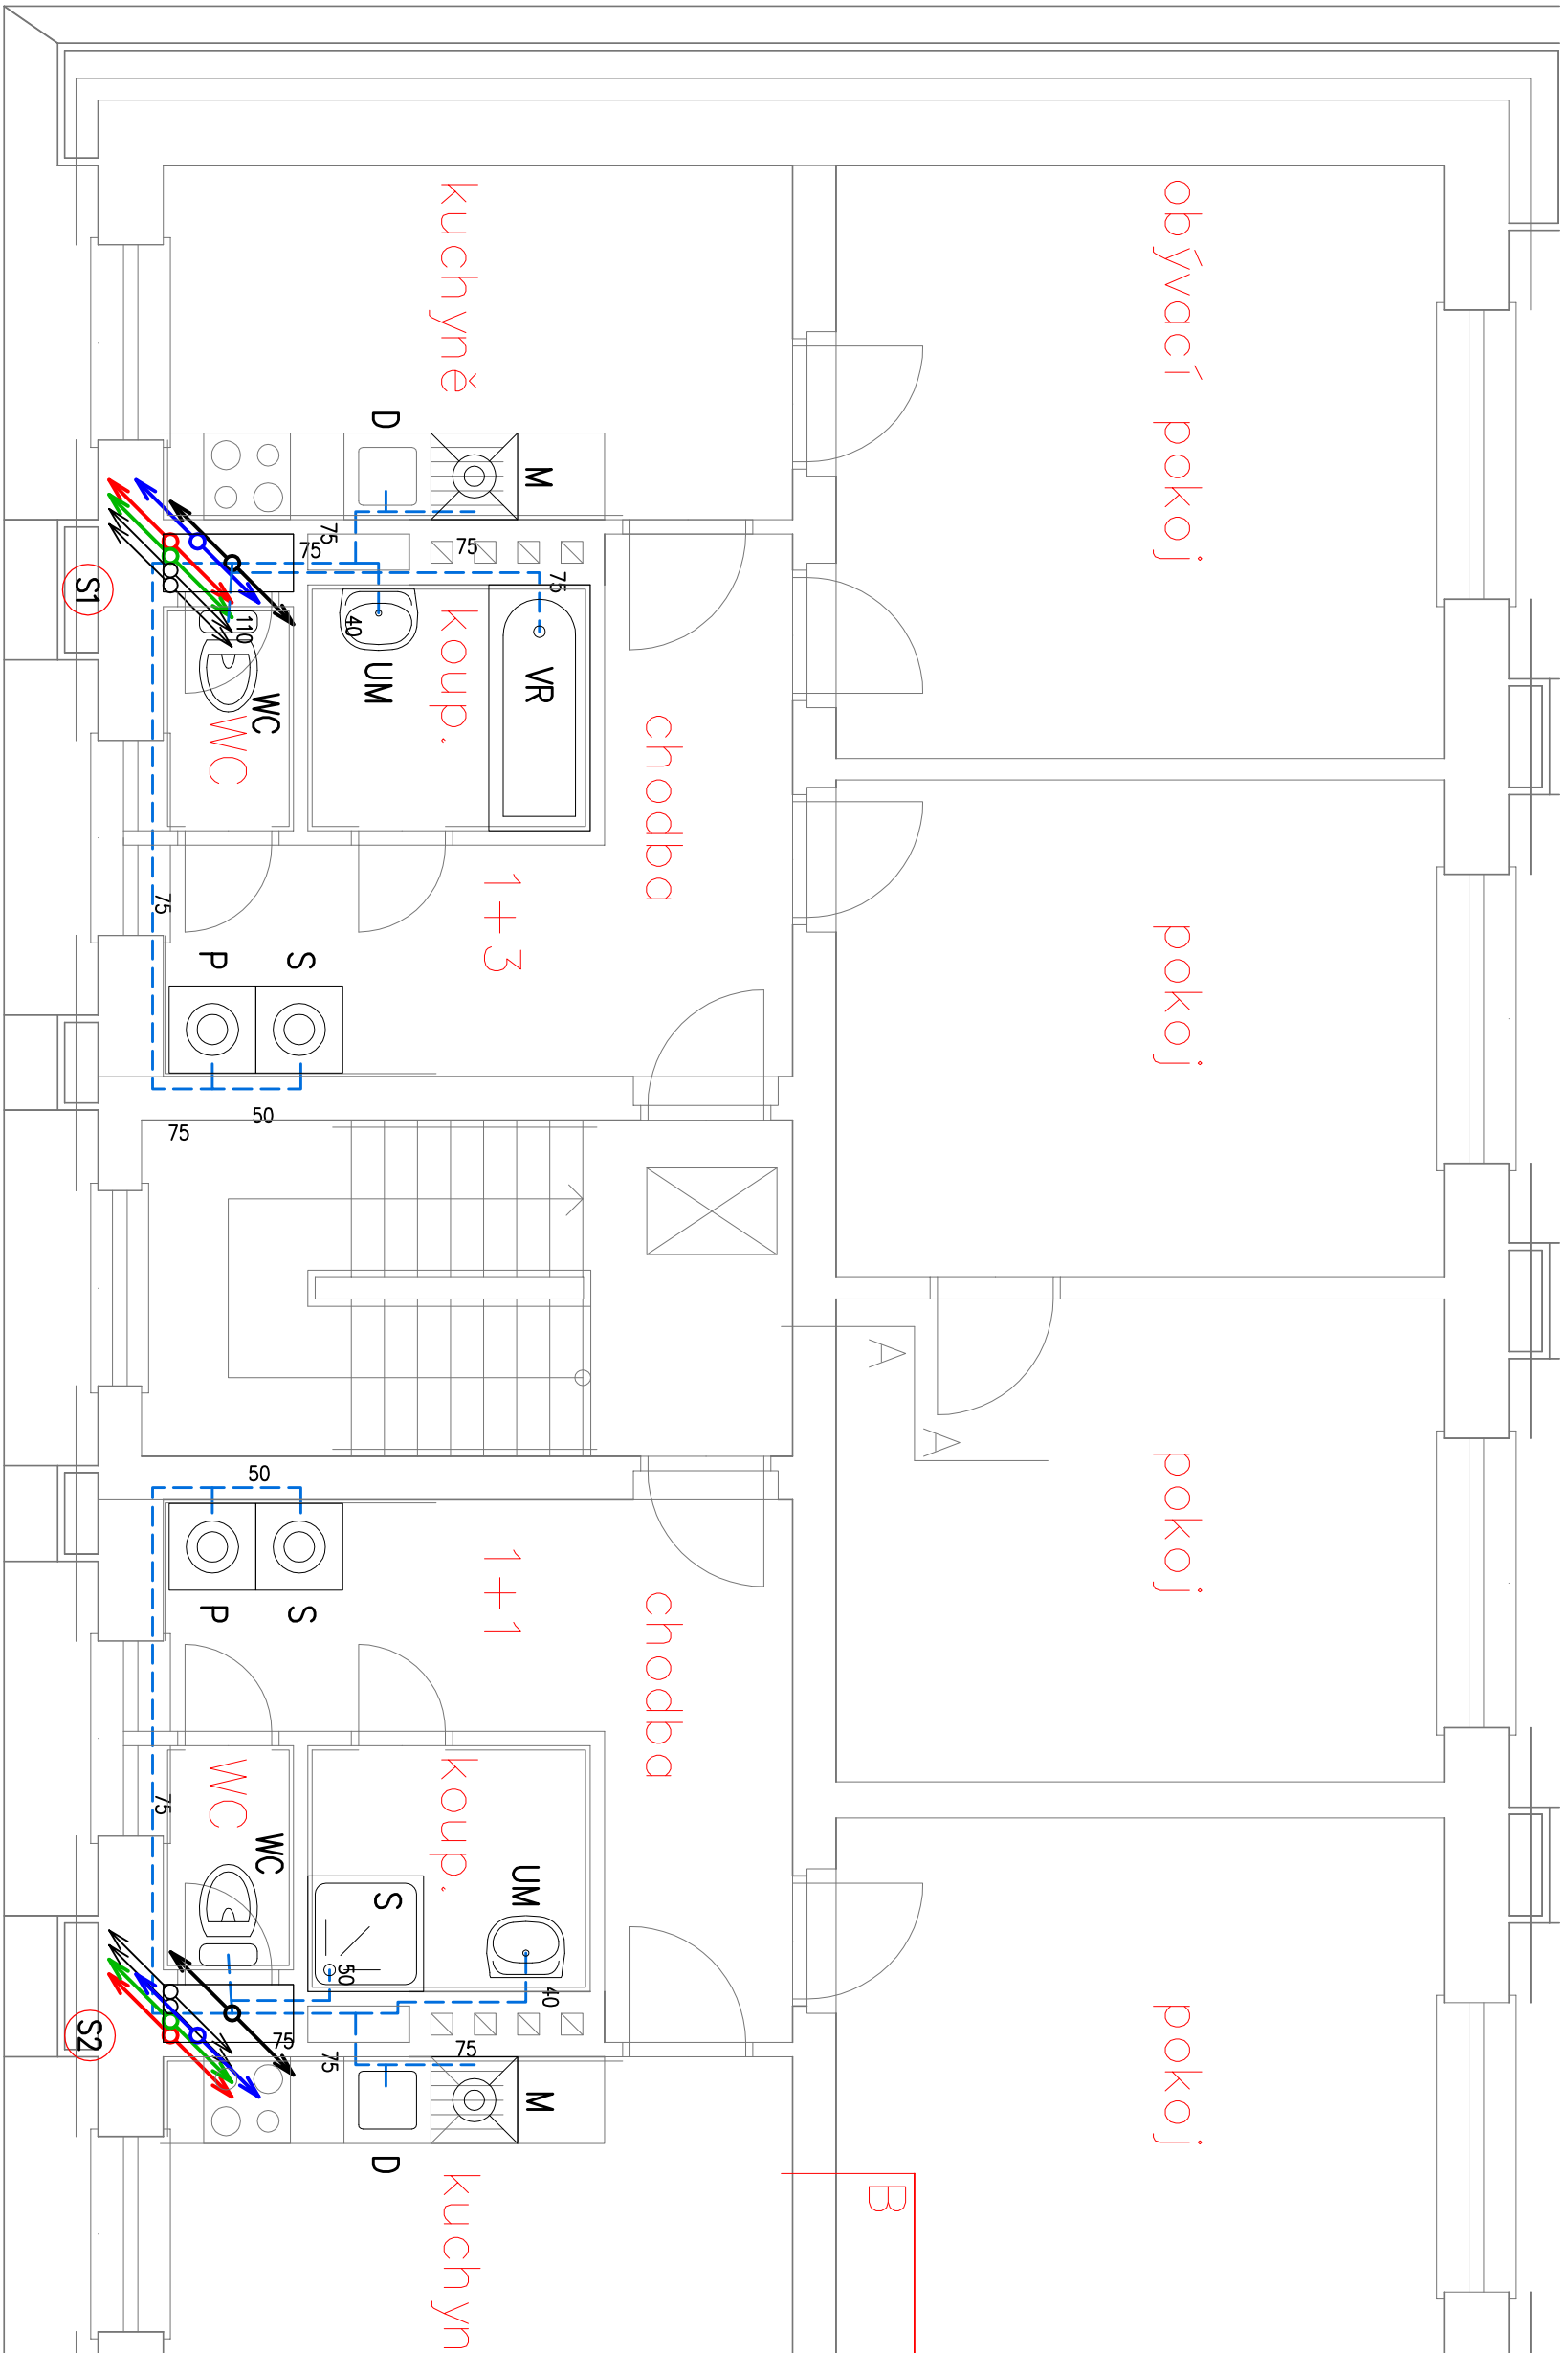 kuchyně
obývací pokoj
D
M
75
75
75
75
S1
110
40
koup.
UM
VR
WC
WC
chodba
1+3
75
P
S
pokoj
50
75
A
A
50
P
S
1+1
chodba
pokoj
75
WC
WC
koup.
S
UM
50
40
S2
75
75
75
M
D
pokoj
kuchyn
B